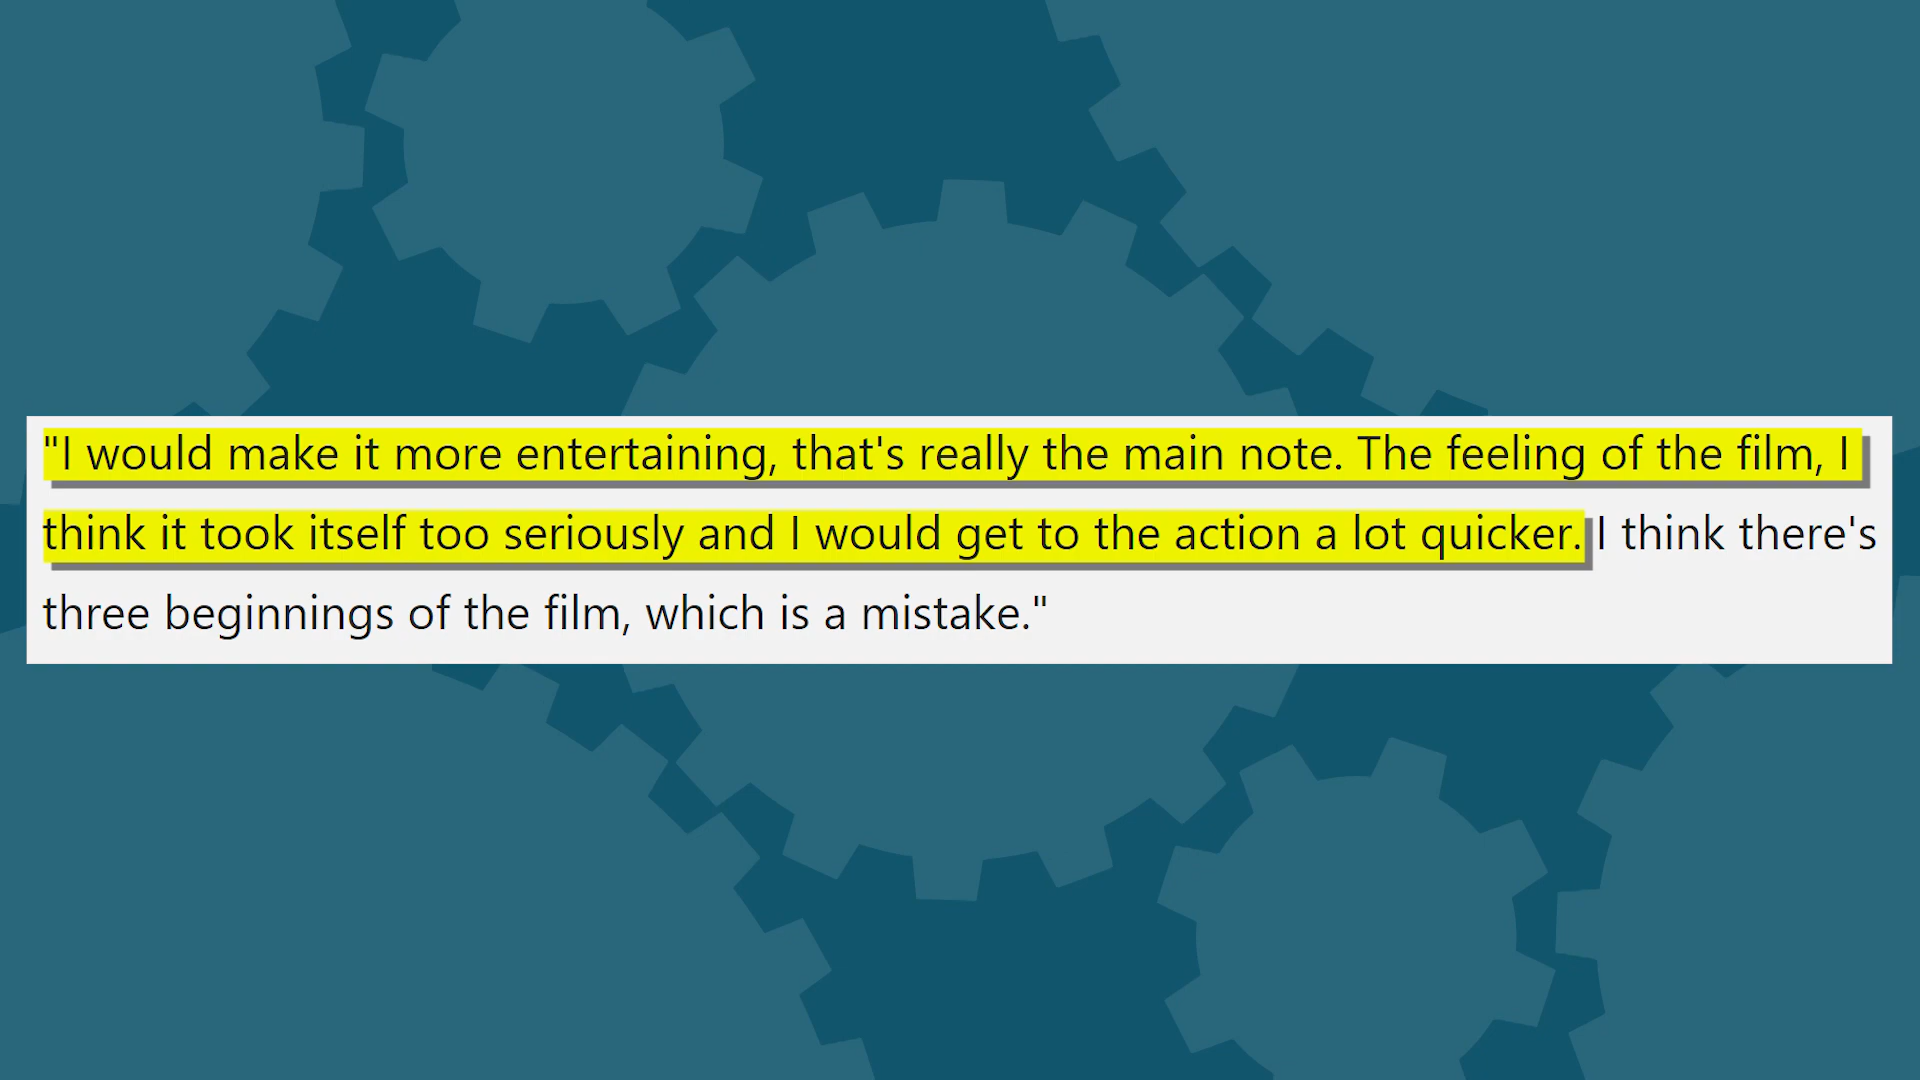 "I would make it more entertaining, that's really the main note. The feeling of the film, I
think it took itself too seriously and I would get to the action a lot quicker. I think there's
three beginnings of the film, which is a mistake."